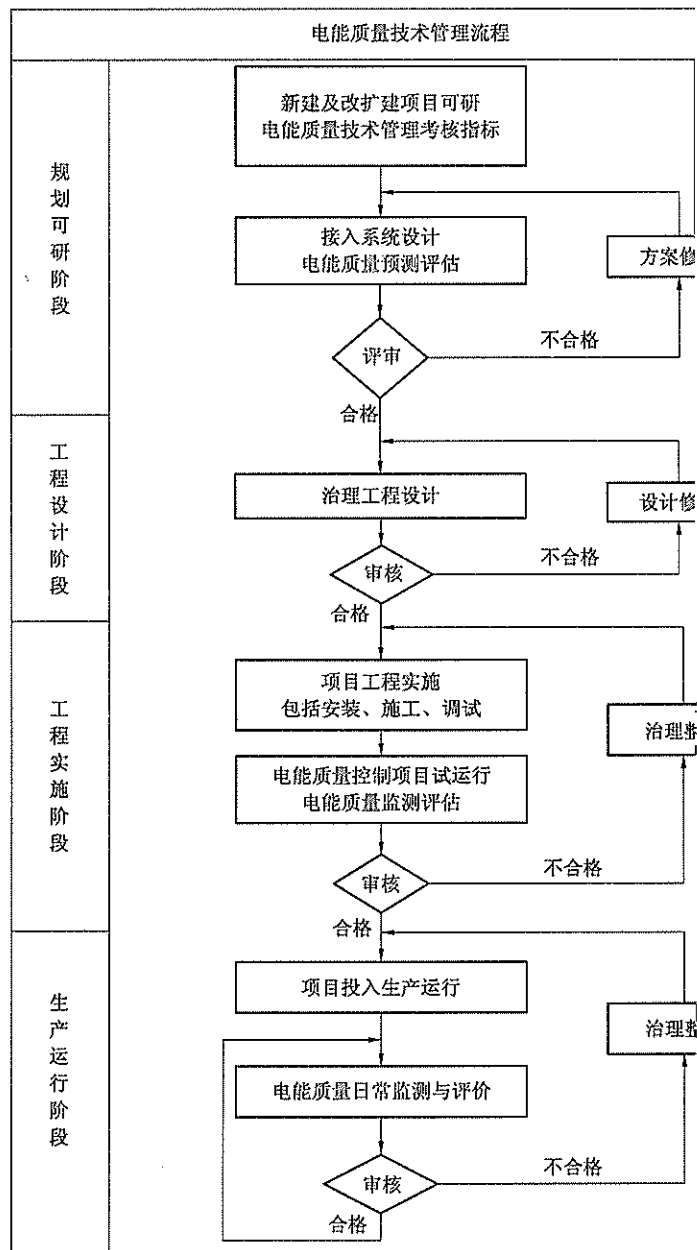 电能质量技术管理流程
规划可研阶段
新建及改扩建项目可研
电能质量技术管理考核指标
接入系统设计
电能质量预测评估
方案修
评审
不合格
合格
工程设计阶段
治理工程设计
设计修
审核
不合格
合格
工程实施阶段
项目工程实施
包括安装、施工、调试
治理整
电能质量控制项目试运行
电能质量监测评估
审核
不合格
合格
生产运行阶段
项目投入生产运行
治理整
电能质量日常监测与评价
审核
不合格
合格